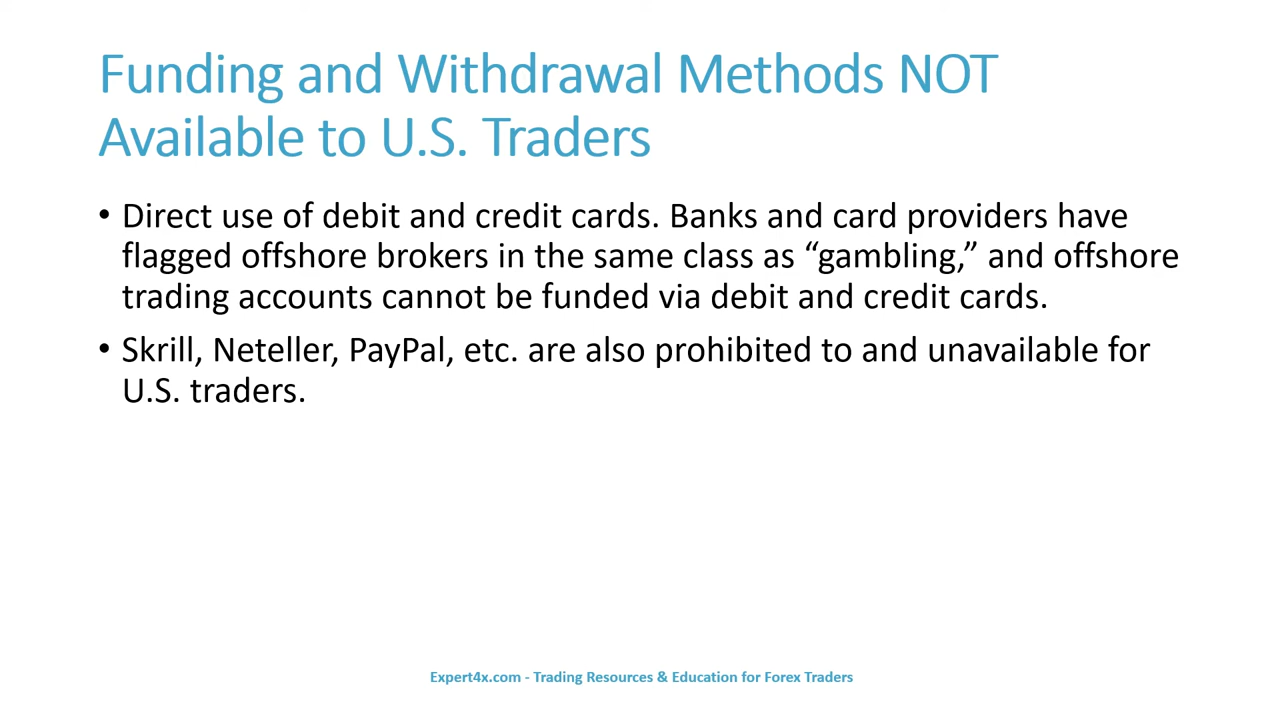 Funding and Withdrawal Methods NOT
Available to U.S. Traders
• Direct use of debit and credit cards. Banks and card providers have
flagged offshore brokers in the same class as “gambling,” and offshore
trading accounts cannot be funded via debit and credit cards.
• Skrill, Neteller, PayPal, etc. are also prohibited to and unavailable for
U.S. traders.
Expert4x.com - Trading Resources & Education for Forex Traders